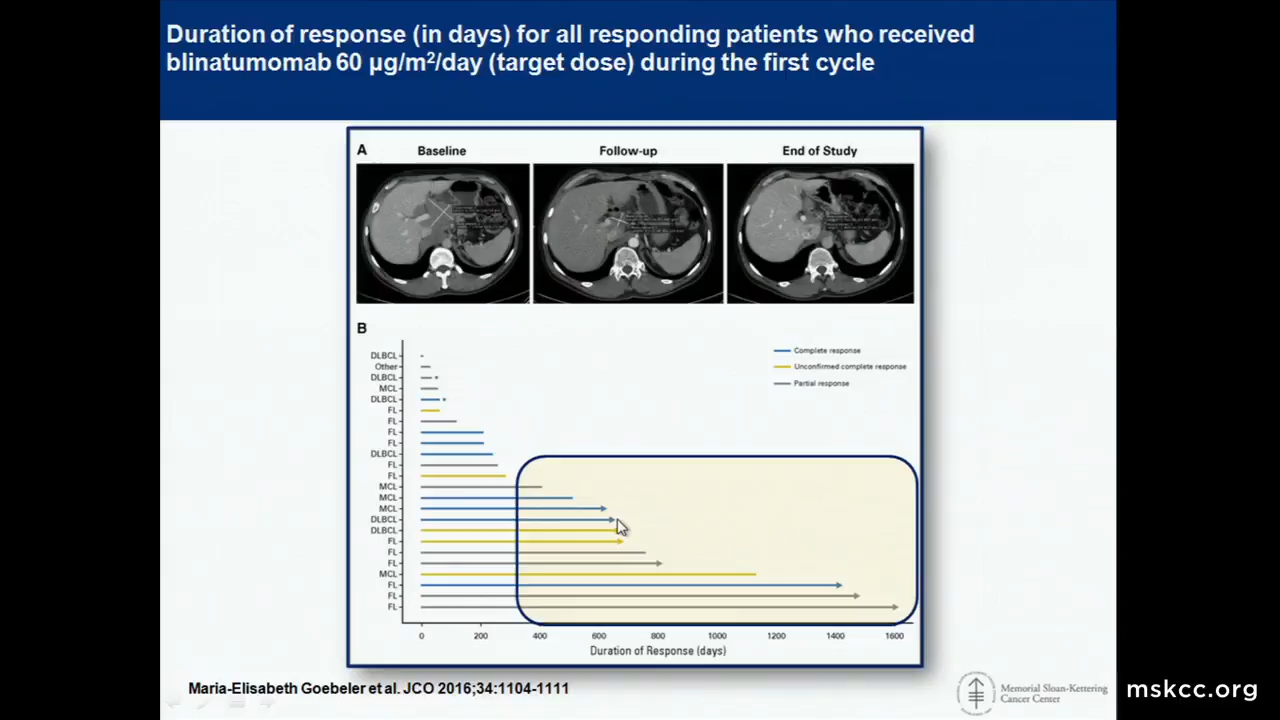 Duration of response (in days) for all responding patients who received
blinatumomab 60 μg/m²/day (target dose) during the first cycle
A
Baseline
Follow-up
End of Study
B
DLBCL
Other
DLBCL
MCL
DLBCL
FL
FL
FL
FL
DLBCL
FL
FL
MCL
MCL
MCL
DLBCL
DLBCL
FL
FL
FL
MCL
FL
FL
FL
Complete response
Unconfirmed complete response
Partial response
0 200 400 600 800 1000 1200 1400 1600
Duration of Response (days)
Maria-Elisabeth Goebeler et al. JCO 2016;34:1104-1111
Memorial Sloan-Kettering
Cancer Center
mskcc.org